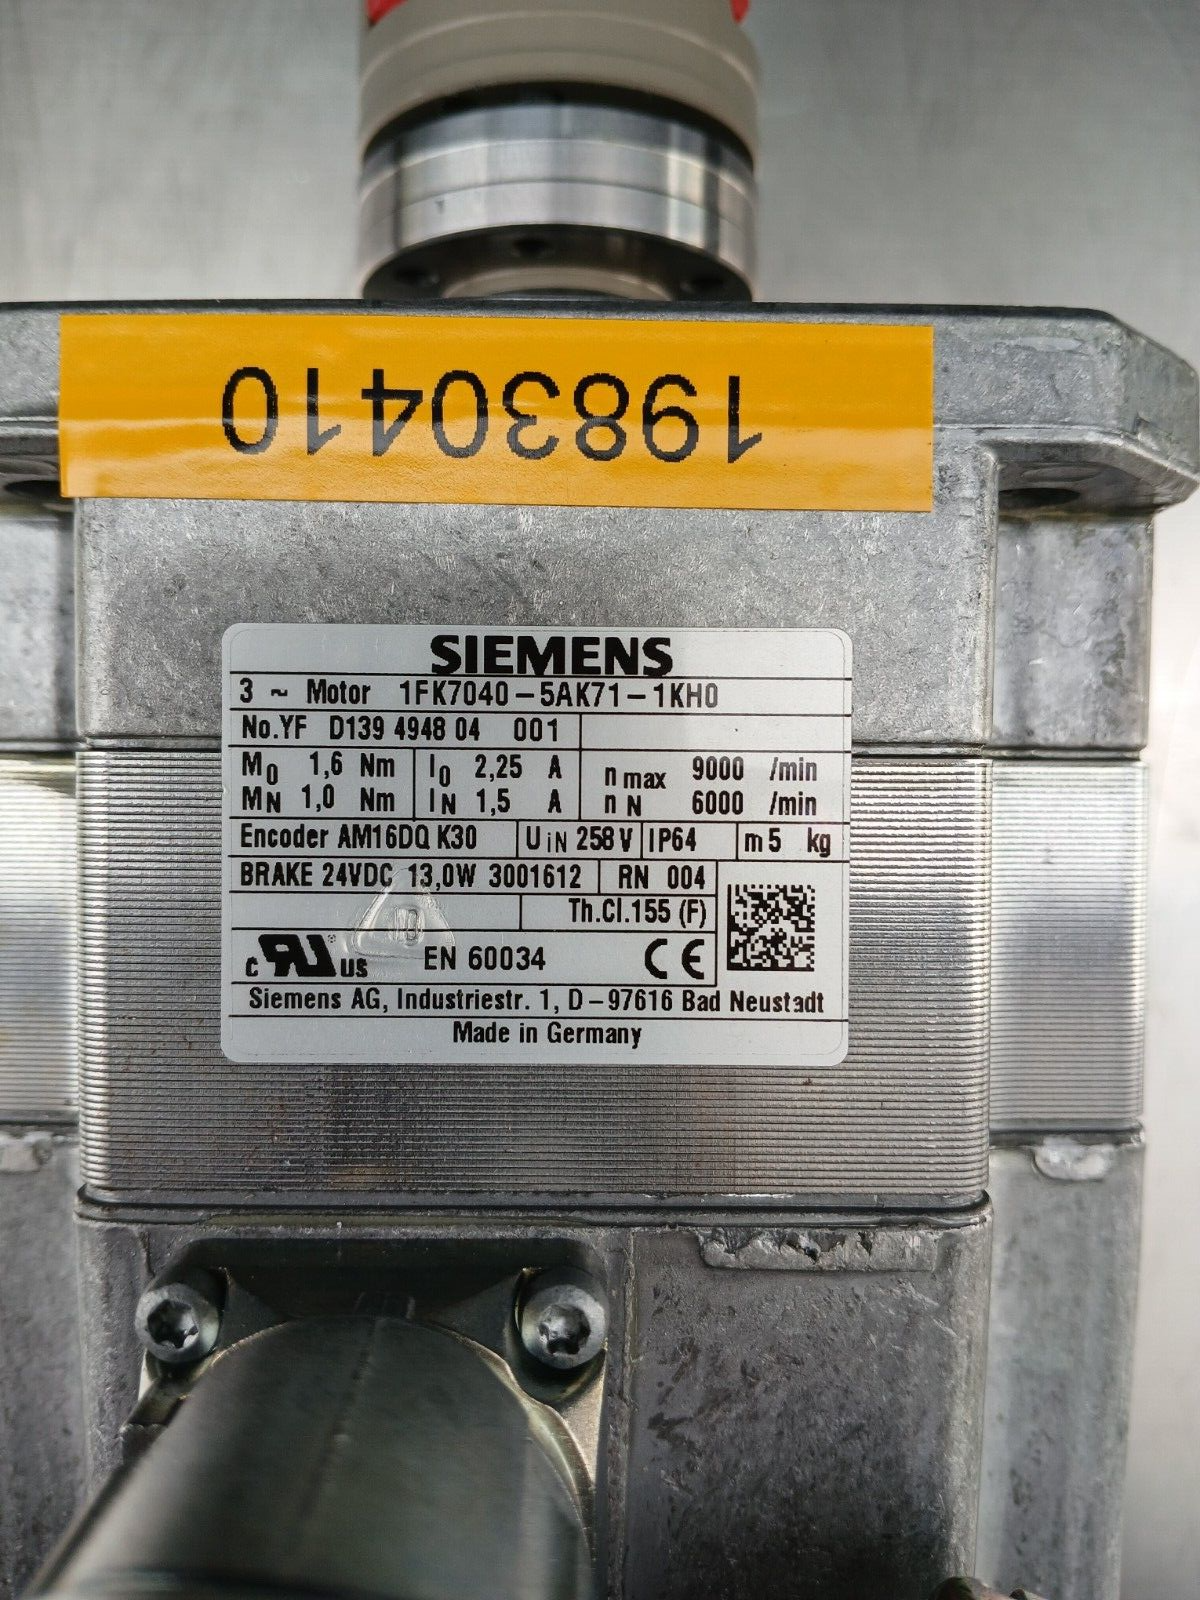 19830410
SIEMENS
3 ~ Motor 1FK7040-5AK71-1KH0
No.YF D139 4948 04 001
M0 1,6 Nm I0 2,25 A n max 9000 /min
MN 1,0 Nm IN 1,5 A n N 6000 /min
Encoder AM16DQ K30 UIN 258 V IP64 m 5 kg
BRAKE 24VDC 13,0W 3001612 RN 004
Th.Cl.155 (F)
c RU us EN 60034 CE
Siemens AG, Industriestr. 1, D-97616 Bad Neustadt
Made in Germany